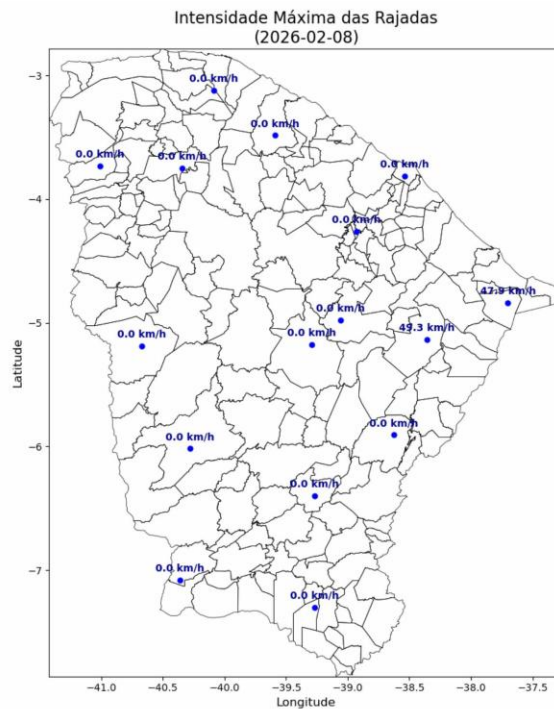 Intensidade Máxima das Rajadas
(2026-02-08)
−3
0.0 km/h
0.0 km/h
0.0 km/h
0.0 km/h
0.0 km/h
−4
0.0 km/h
47.9 km/h
0.0 km/h
49.3 km/h
−5
0.0 km/h
0.0 km/h
0.0 km/h
−6
0.0 km/h
0.0 km/h
−7
0.0 km/h
0.0 km/h
Latitude
−41.0
−40.5
−40.0
−39.5
−39.0
−38.5
−38.0
−37.5
Longitude